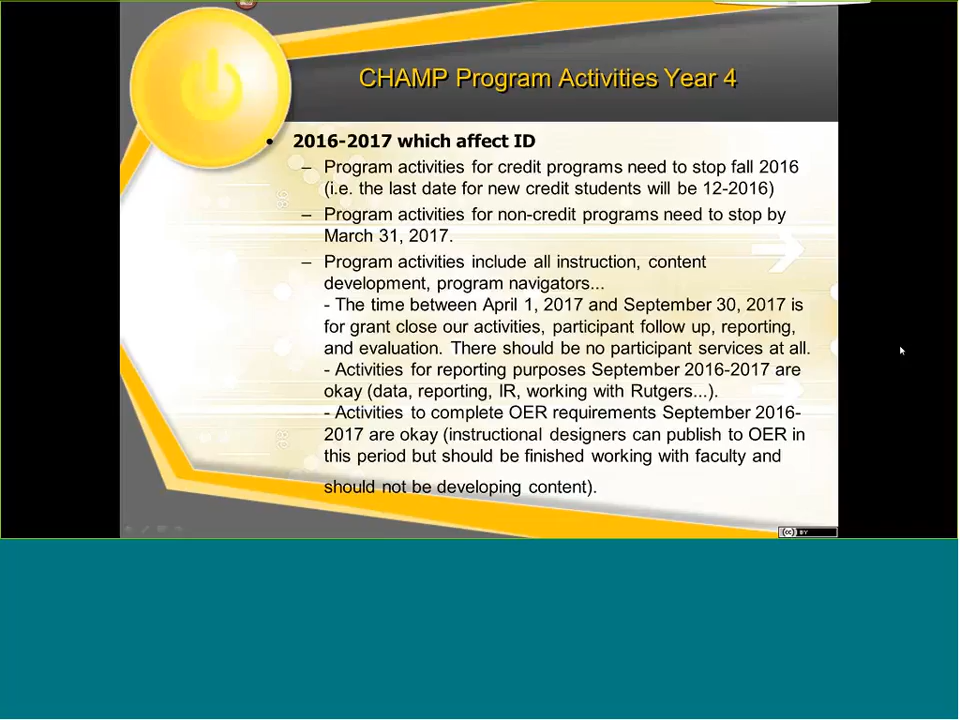 CHAMP Program Activities Year 4
• 2016-2017 which affect ID
– Program activities for credit programs need to stop fall 2016
(i.e. the last date for new credit students will be 12-2016)
– Program activities for non-credit programs need to stop by
March 31, 2017.
– Program activities include all instruction, content
development, program navigators...
- The time between April 1, 2017 and September 30, 2017 is
for grant close our activities, participant follow up, reporting,
and evaluation. There should be no participant services at all.
- Activities for reporting purposes September 2016-2017 are
okay (data, reporting, IR, working with Rutgers...).
- Activities to complete OER requirements September 2016-
2017 are okay (instructional designers can publish to OER in
this period but should be finished working with faculty and
should not be developing content).
(cc) BY